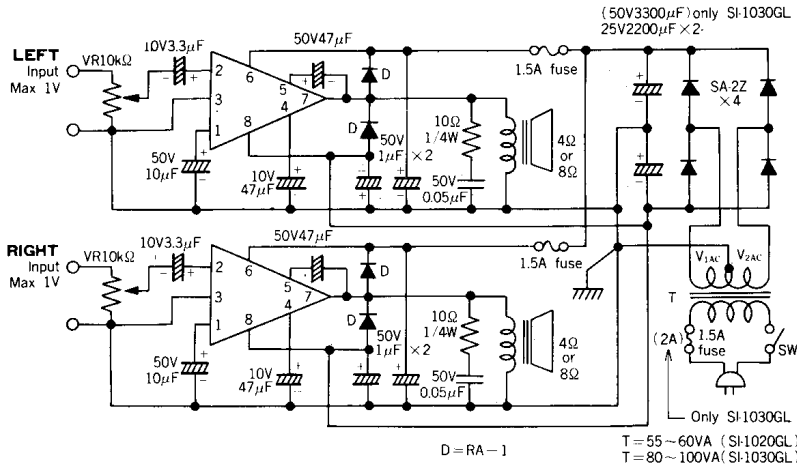 (50V3300μF) only SI-1030GL
25V2200μF×2
LEFT
Input
Max 1V
VR10kΩ
10V3.3μF
+
−
2
3
1
6
5
4
7
8
50V47μF
−
+
D
D
1.5A fuse
SA-2Z
×4
+
+
50V
10μF
+
−
10V
47μF
+
50V
1μF ×2
+
10Ω
1/4W
50V
0.05μF
4Ω
or
8Ω
RIGHT
Input
Max 1V
VR10kΩ
10V3.3μF
−
+
2
3
1
6
5
4
7
8
50V47μF
−
+
D
D
1.5A fuse
50V
10μF
+
−
10V
47μF
+
−
50V
1μF ×2
+
10Ω
1/4W
50V
0.05μF
4Ω
or
8Ω
V1AC
V2AC
T
(2A)
1.5A
fuse
SW
Only SI-1030GL
D=RA−1
T=55~60VA (SI-1020GL)
T=80~100VA(SI-1030GL)